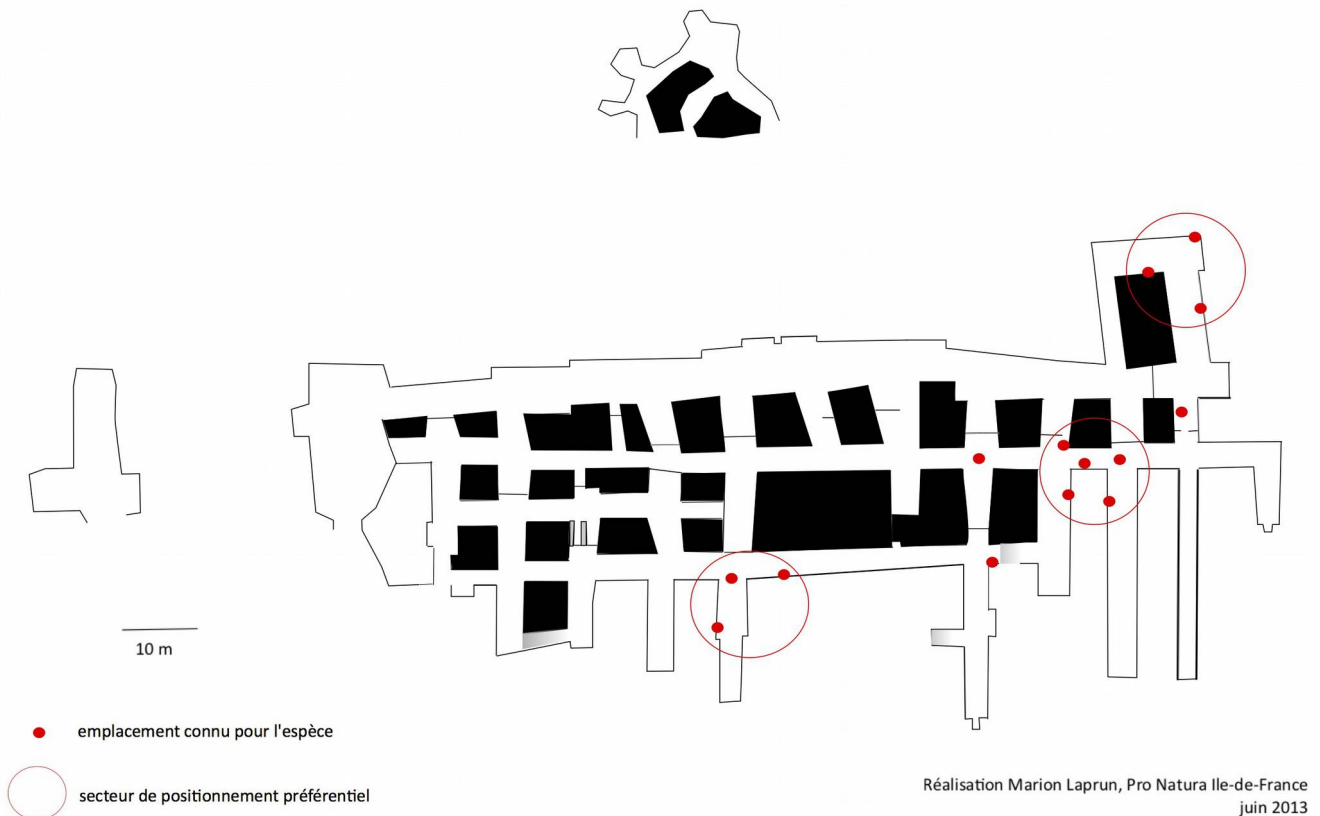 10 m
emplacement connu pour l'espèce
secteur de positionnement préférentiel
Réalisation Marion Laprun, Pro Natura Ile-de-France
juin 2013